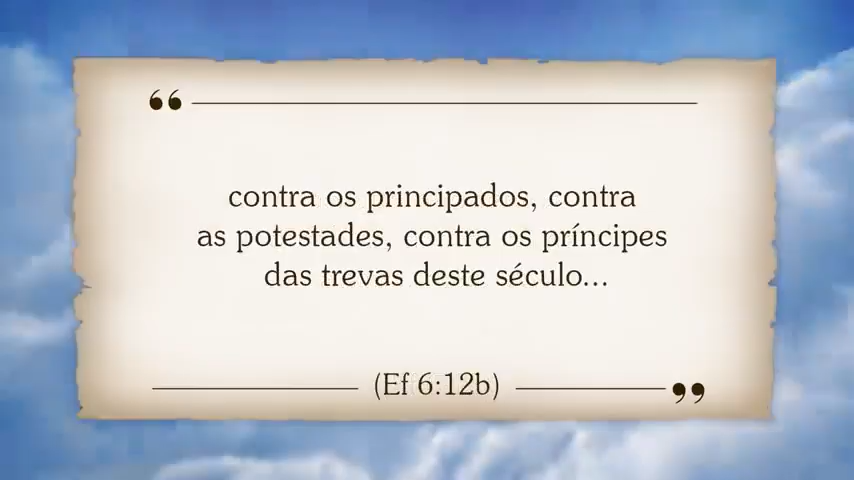 contra os principados, contra
as potestades, contra os príncipes
das trevas deste século...
(Ef 6:12b)